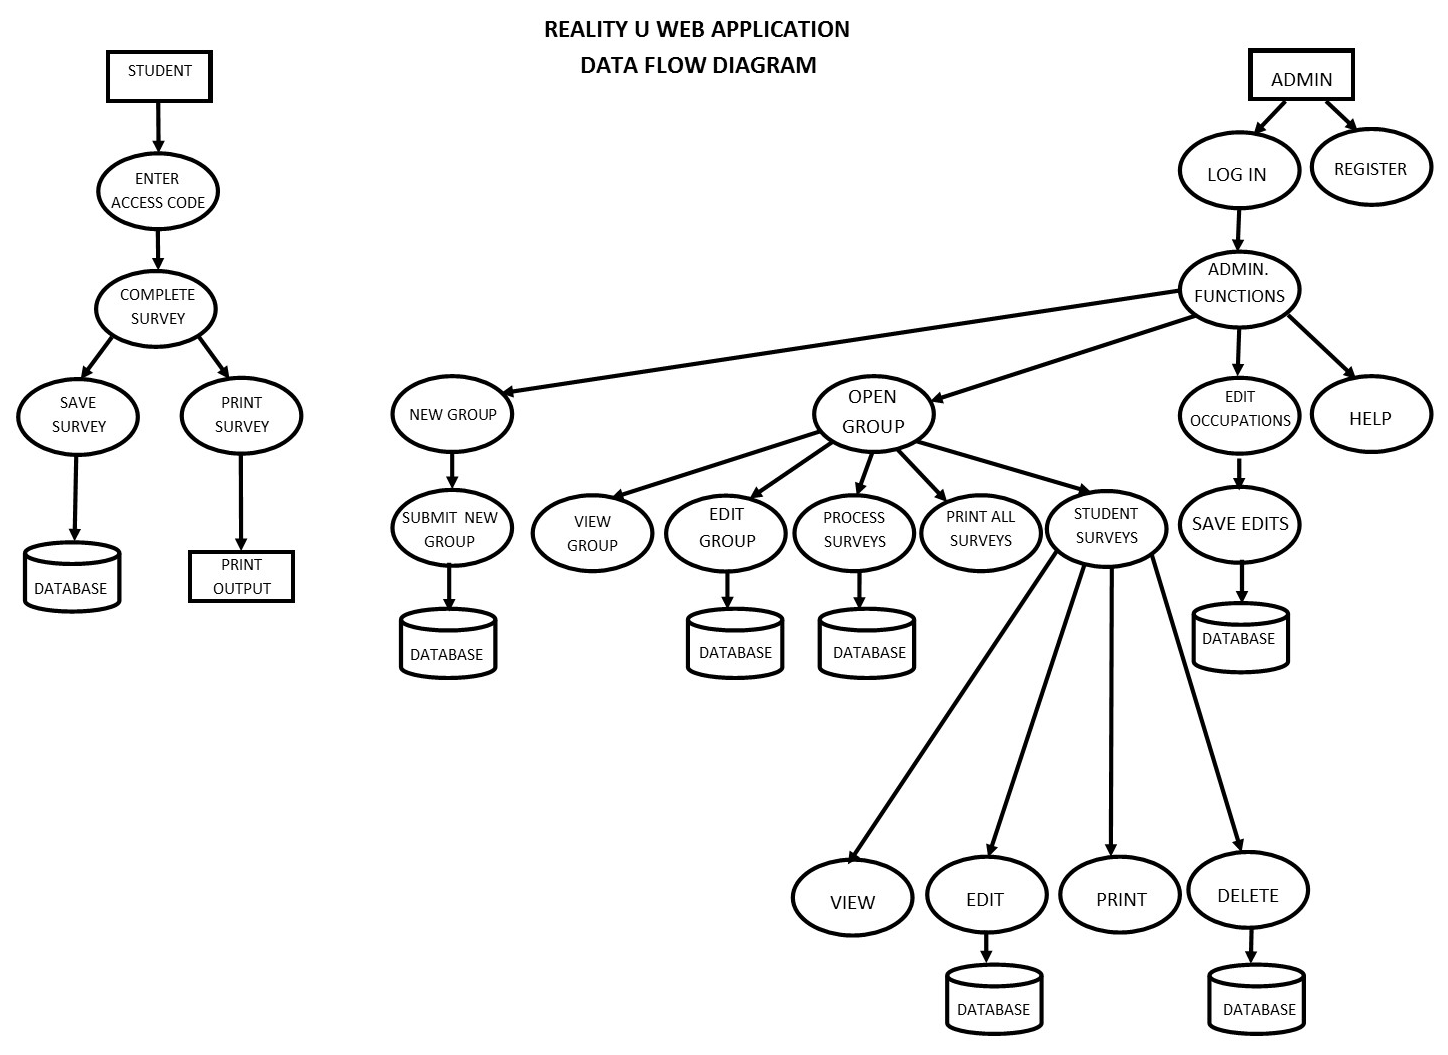 REALITY U WEB APPLICATION
DATA FLOW DIAGRAM
STUDENT
ENTER
ACCESS CODE
COMPLETE
SURVEY
SAVE
SURVEY
PRINT
SURVEY
DATABASE
PRINT
OUTPUT
ADMIN
LOG IN
REGISTER
ADMIN.
FUNCTIONS
NEW GROUP
OPEN
GROUP
EDIT
OCCUPATIONS
HELP
SUBMIT NEW
GROUP
VIEW
GROUP
EDIT
GROUP
PROCESS
SURVEYS
PRINT ALL
SURVEYS
STUDENT
SURVEYS
SAVE EDITS
DATABASE
DATABASE
DATABASE
DATABASE
VIEW
EDIT
PRINT
DELETE
DATABASE
DATABASE